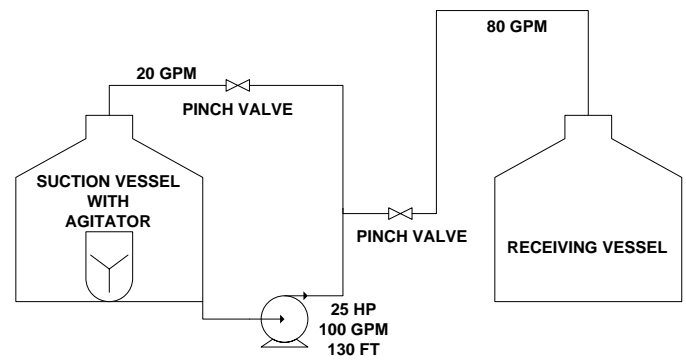 80 GPM
20 GPM
PINCH VALVE
SUCTION VESSEL
WITH
AGITATOR
PINCH VALVE
RECEIVING VESSEL
25 HP
100 GPM
130 FT